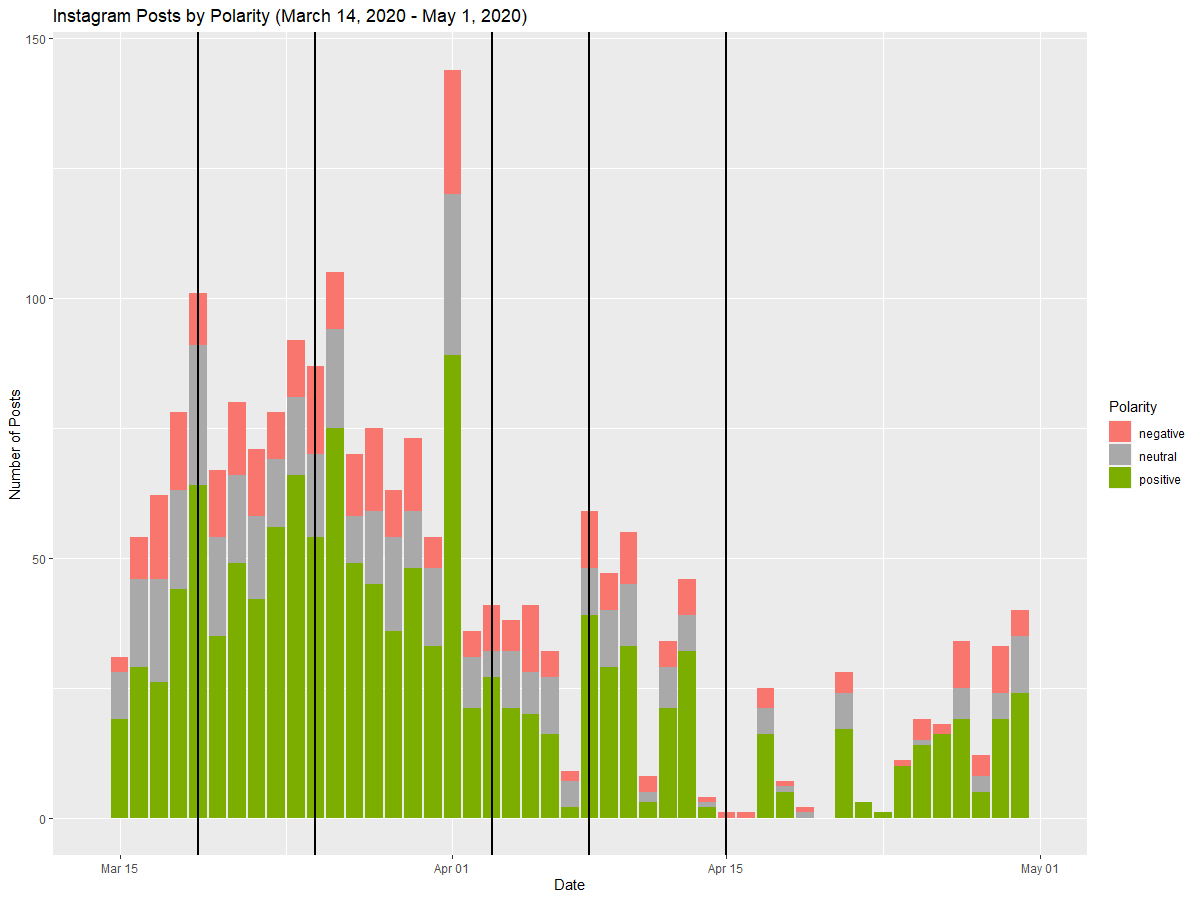 Instagram Posts by Polarity (March 14, 2020 - May 1, 2020)
150
100
50
0
Number of Posts
Mar 15
Apr 01
Apr 15
May 01
Date
Polarity
negative
neutral
positive